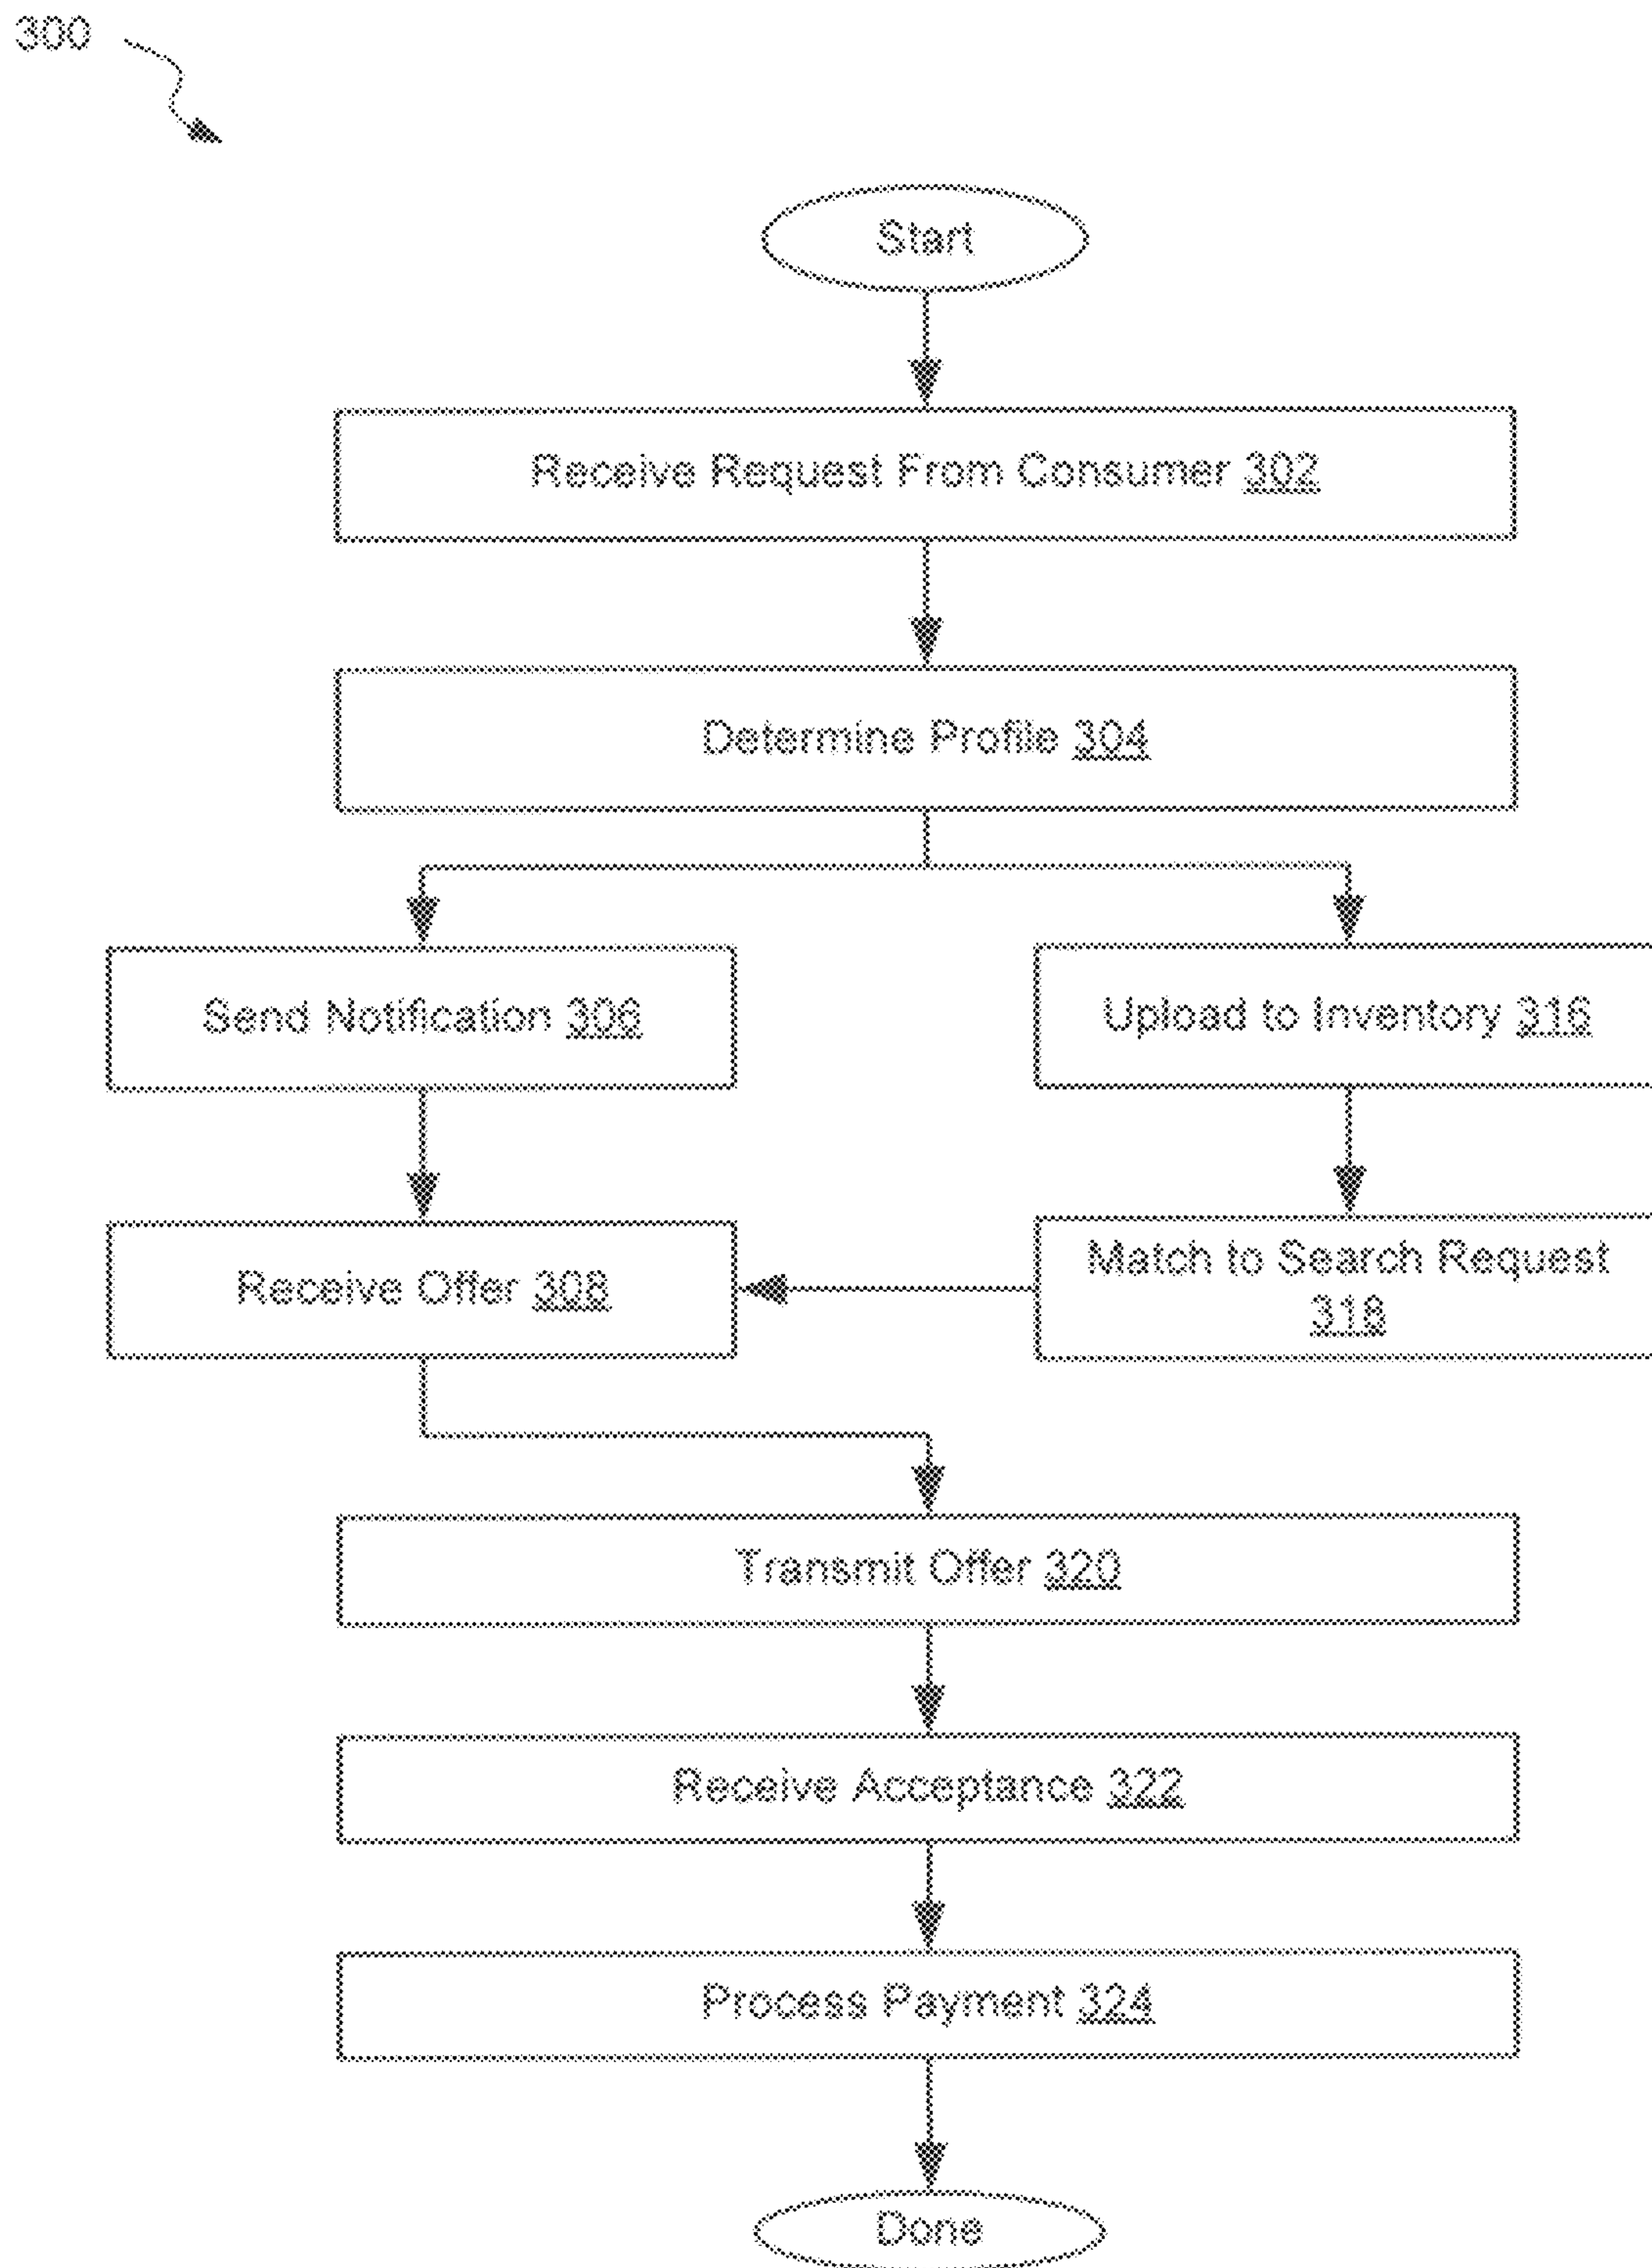 300
Start
Receive Request From Consumer 302
Determine Profile 304
Send Notification 306
Upload to Inventory 316
Receive Offer 308
Match to Search Request
318
Transmit Offer 320
Receive Acceptance 322
Process Payment 324
Done